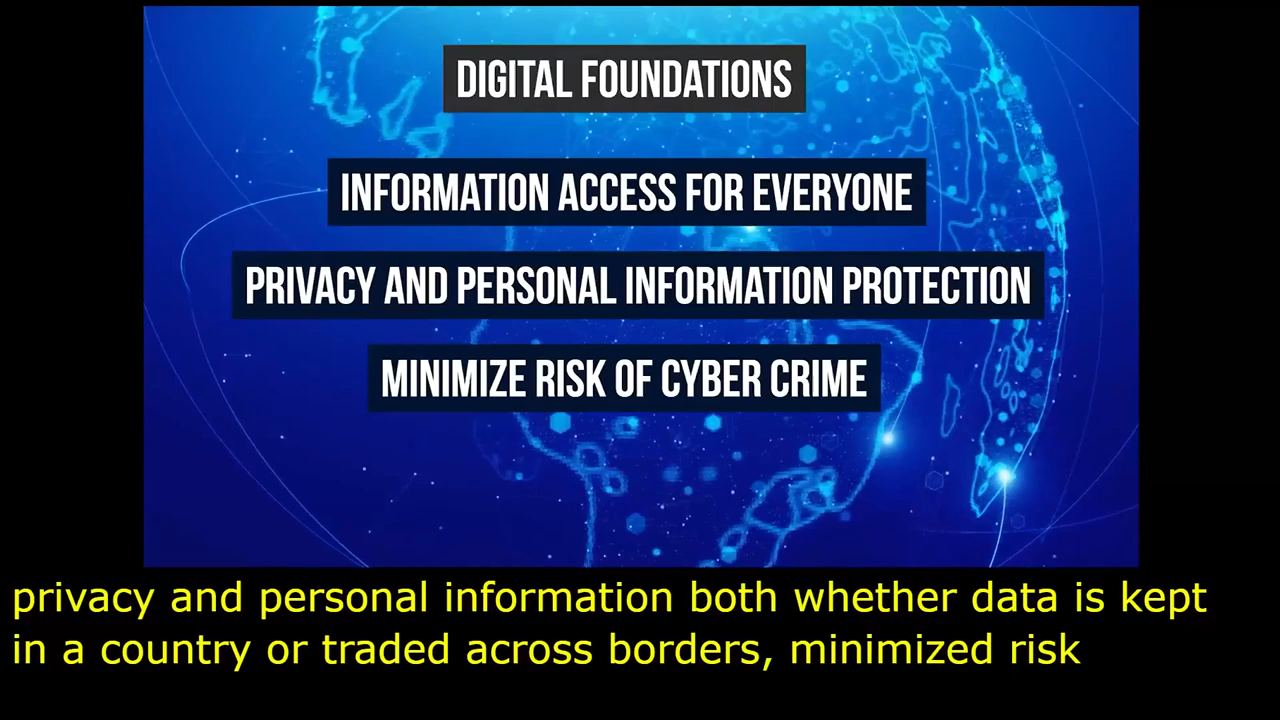 DIGITAL FOUNDATIONS
INFORMATION ACCESS FOR EVERYONE
PRIVACY AND PERSONAL INFORMATION PROTECTION
MINIMIZE RISK OF CYBER CRIME
privacy and personal information both whether data is kept
in a country or traded across borders, minimized risk